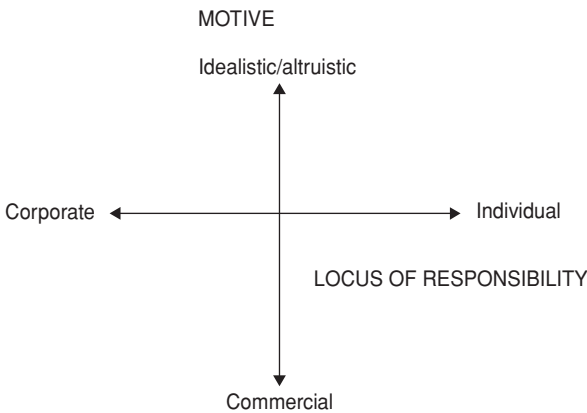 MOTIVE
Idealistic/altruistic
Corporate
Individual
LOCUS OF RESPONSIBILITY
Commercial